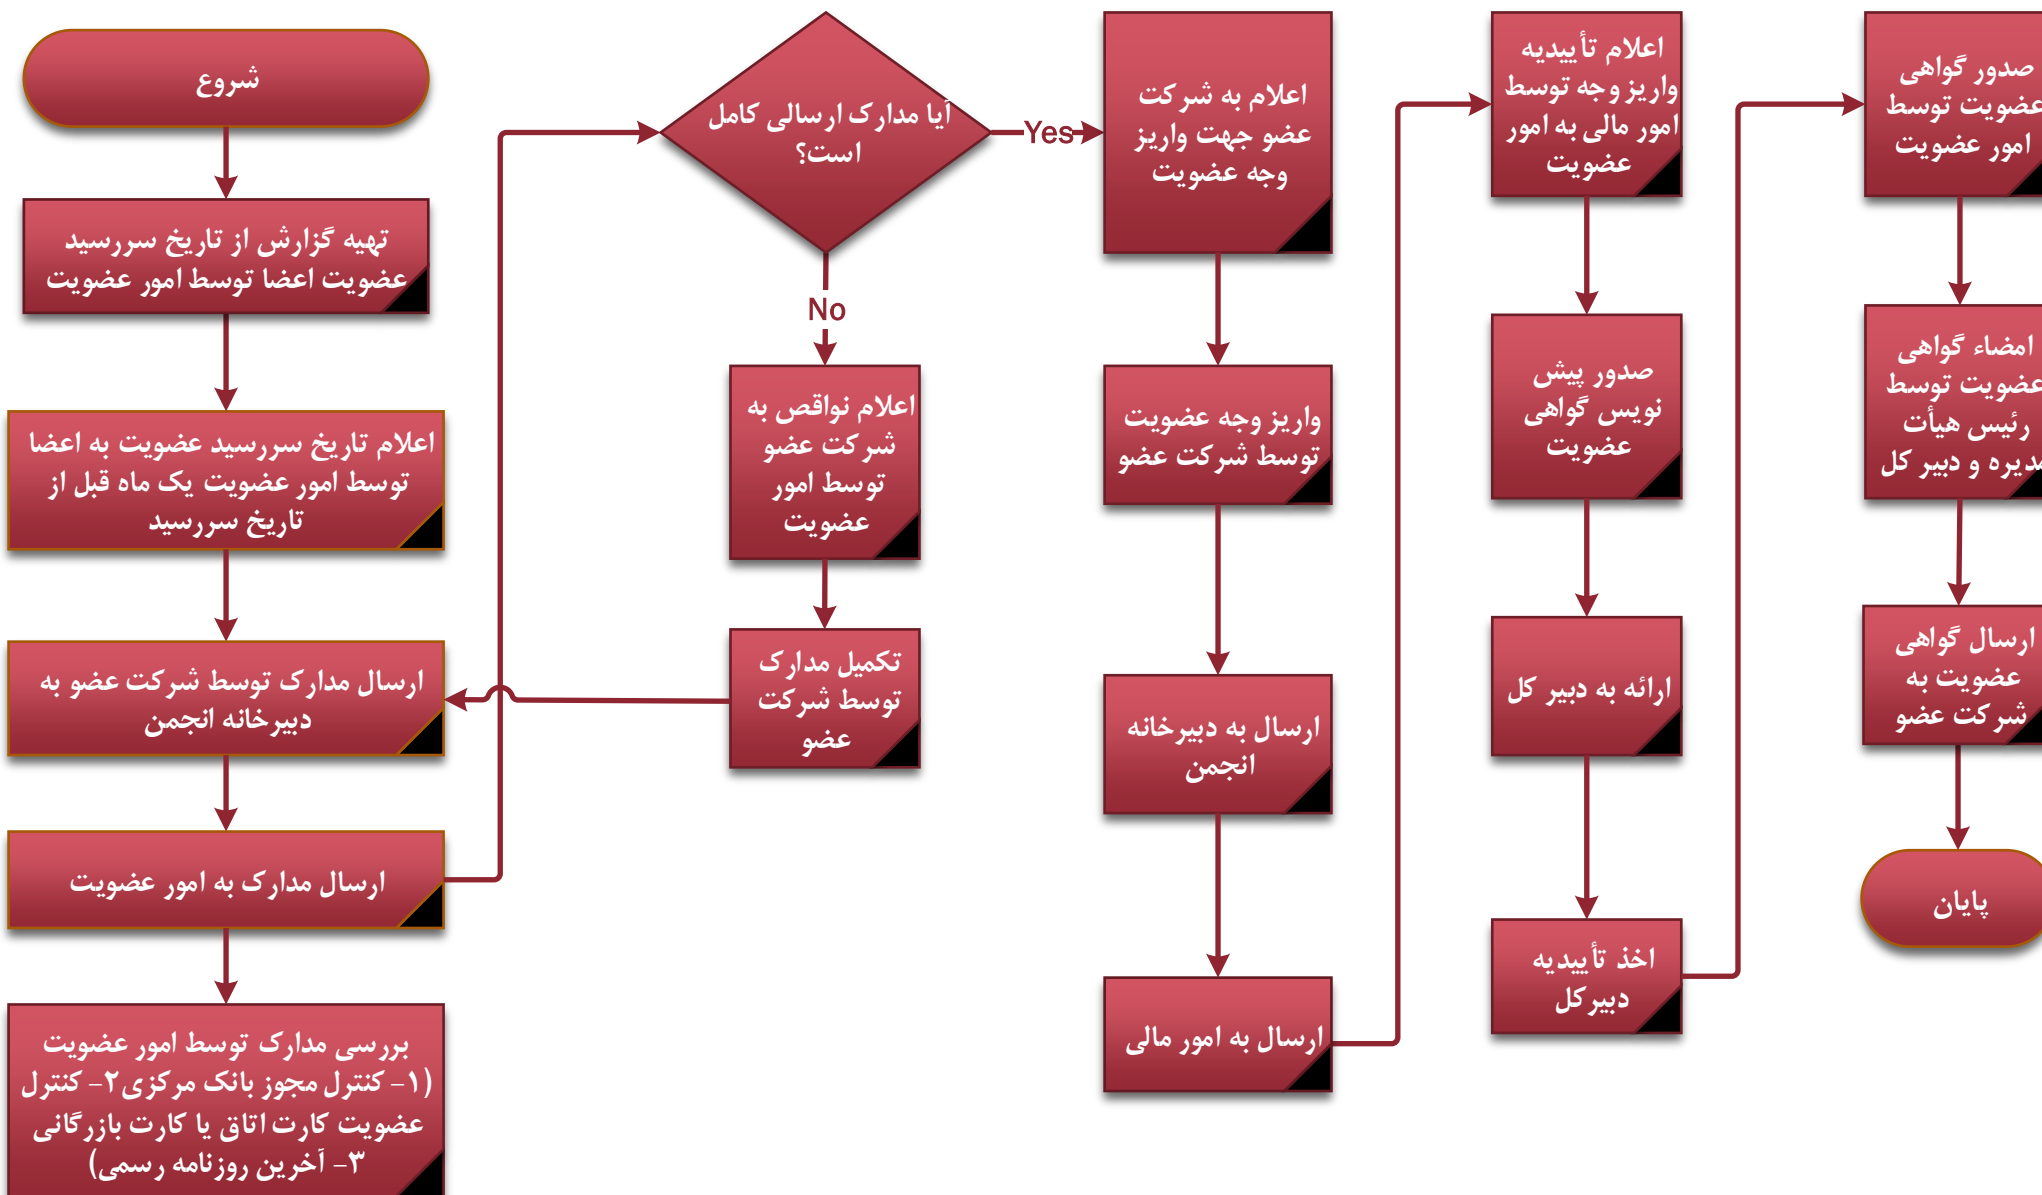 شروع
تهیه گزارش از تاریخ سررسید
عضویت اعضا توسط امور عضویت
اعلام تاریخ سررسید عضویت به اعضا
توسط امور عضویت یک ماه قبل از
تاریخ سررسید
ارسال مدارک توسط شرکت عضو به
دبیرخانه انجمن
ارسال مدارک به امور عضویت
بررسی مدارک توسط امور عضویت
(۱- کنترل مجوز بانک مرکزی ۲- کنترل
عضویت کارت اتاق یا کارت بازرگانی
۳- آخرین روزنامه رسمی)
آیا مدارک ارسالی کامل
است؟
Yes
No
اعلام نواقص به
شرکت عضو
توسط امور
عضویت
تکمیل مدارک
توسط شرکت
عضو
اعلام به شرکت
عضو جهت واریز
وجه عضویت
واریز وجه عضویت
توسط شرکت عضو
ارسال به دبیرخانه
انجمن
ارسال به امور مالی
اعلام تأییدیه
واریز وجه توسط
امور مالی به امور
عضویت
صدور پیش
نویس گواهی
عضویت
ارائه به دبیر کل
اخذ تأییدیه
دبیرکل
صدور گواهی
عضویت توسط
امور عضویت
امضاء گواهی
عضویت توسط
رئیس هیأت
مدیره و دبیر کل
ارسال گواهی
عضویت به
شرکت عضو
پایان